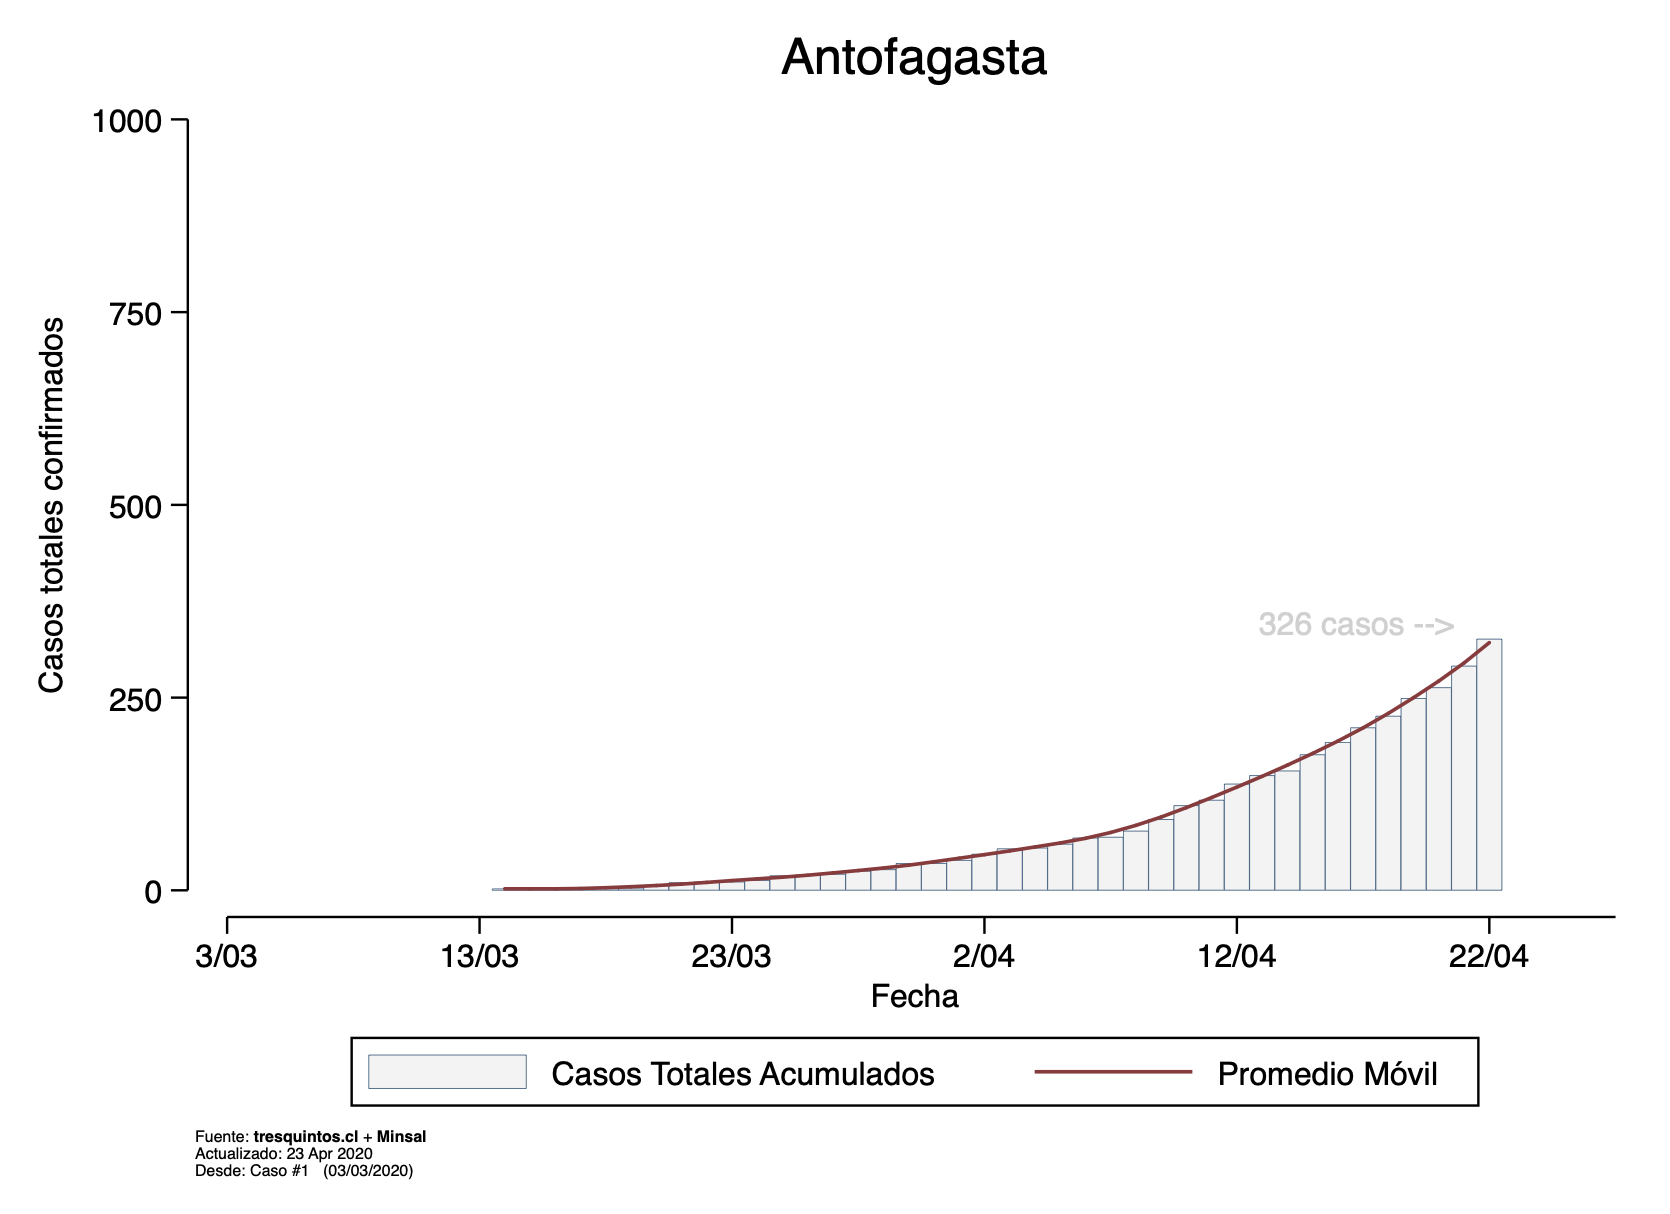 Antofagasta
1000
750
500
250
0
Casos totales confirmados
326 casos -->
3/03 13/03 23/03 2/04 12/04 22/04
Fecha
Casos Totales Acumulados Promedio Móvil
Fuente: tresquintos.cl + Minsal
Actualizado: 23 Apr 2020
Desde: Caso #1 (03/03/2020)